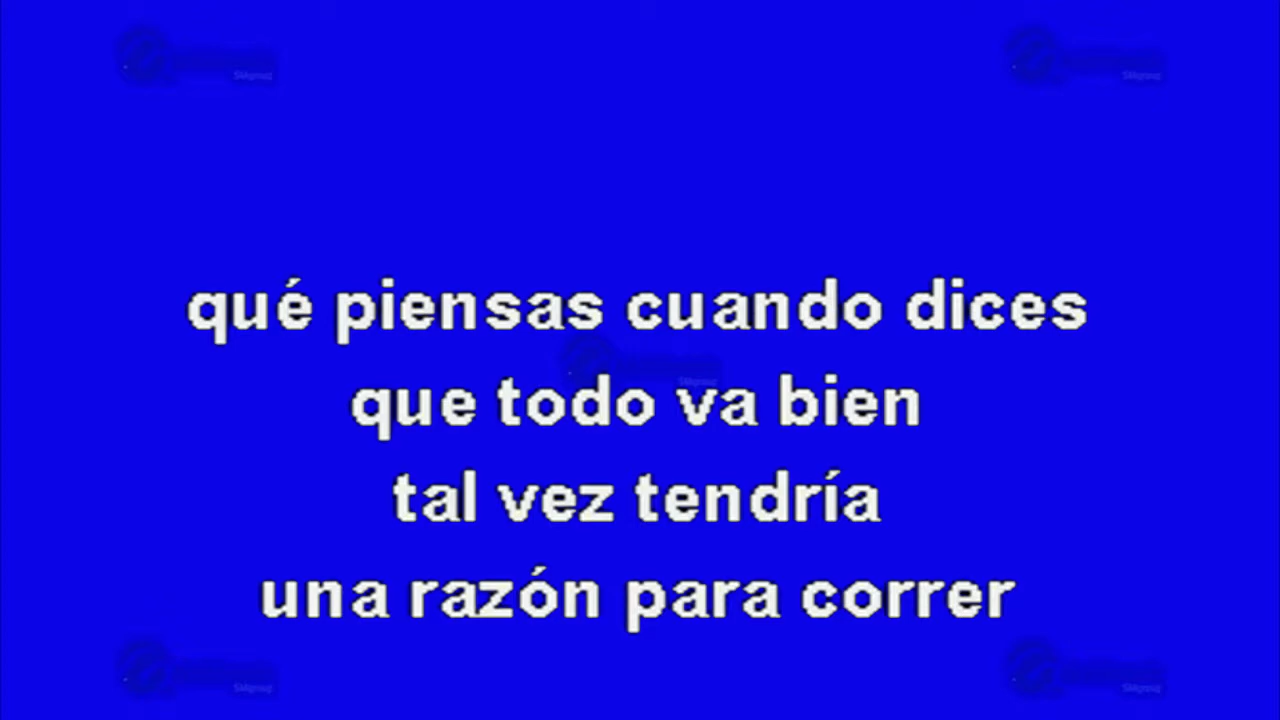 qué piensas cuando dices
que todo va bien
tal vez tendría
una razón para correr